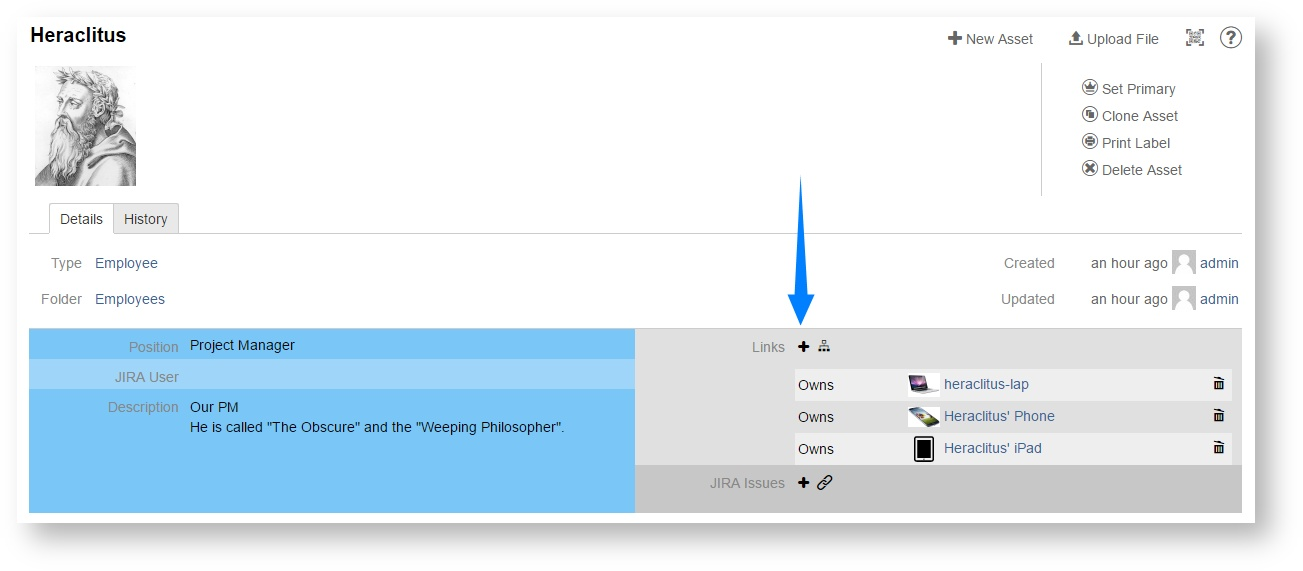 Heraclitus
New Asset Upload File ?
Set Primary
Clone Asset
Print Label
Delete Asset
Details History
Type Employee Created an hour ago admin
Folder Employees Updated an hour ago admin
Position Project Manager Links
JIRA User
Description Our PM
He is called "The Obscure" and the "Weeping Philosopher".
Owns heraclitus-lap
Owns Heraclitus' Phone
Owns Heraclitus' iPad
JIRA Issues